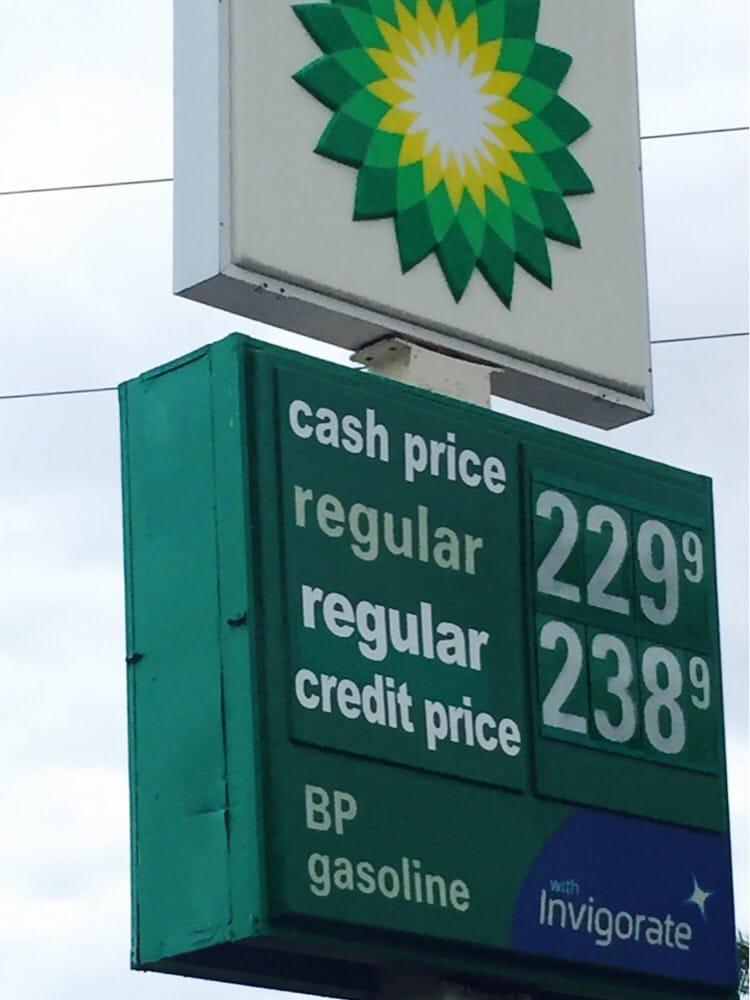 cash price
regular 229 9
regular 238 9
credit price
BP
gasoline
with
Invigorate